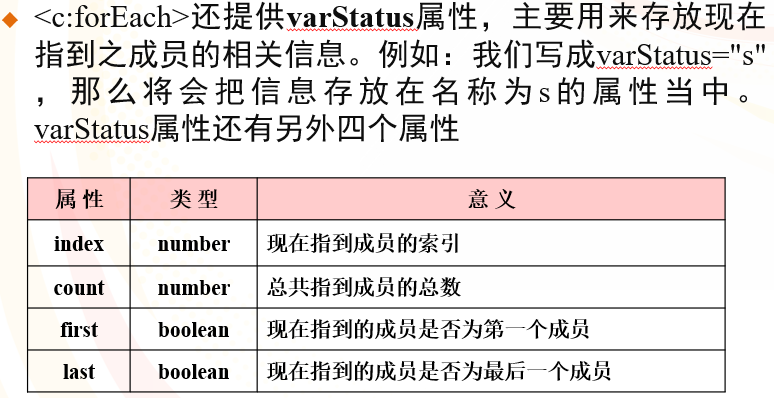 <c:forEach>还提供varStatus属性，主要用来存放现在
指到之成员的相关信息。例如：我们写成varStatus="s"
，那么将会把信息存放在名称为s的属性当中。
varStatus属性还有另外四个属性
属 性 类 型 意 义
index number 现在指到成员的索引
count number 总共指到成员的总数
first boolean 现在指到的成员是否为第一个成员
last boolean 现在指到的成员是否为最后一个成员